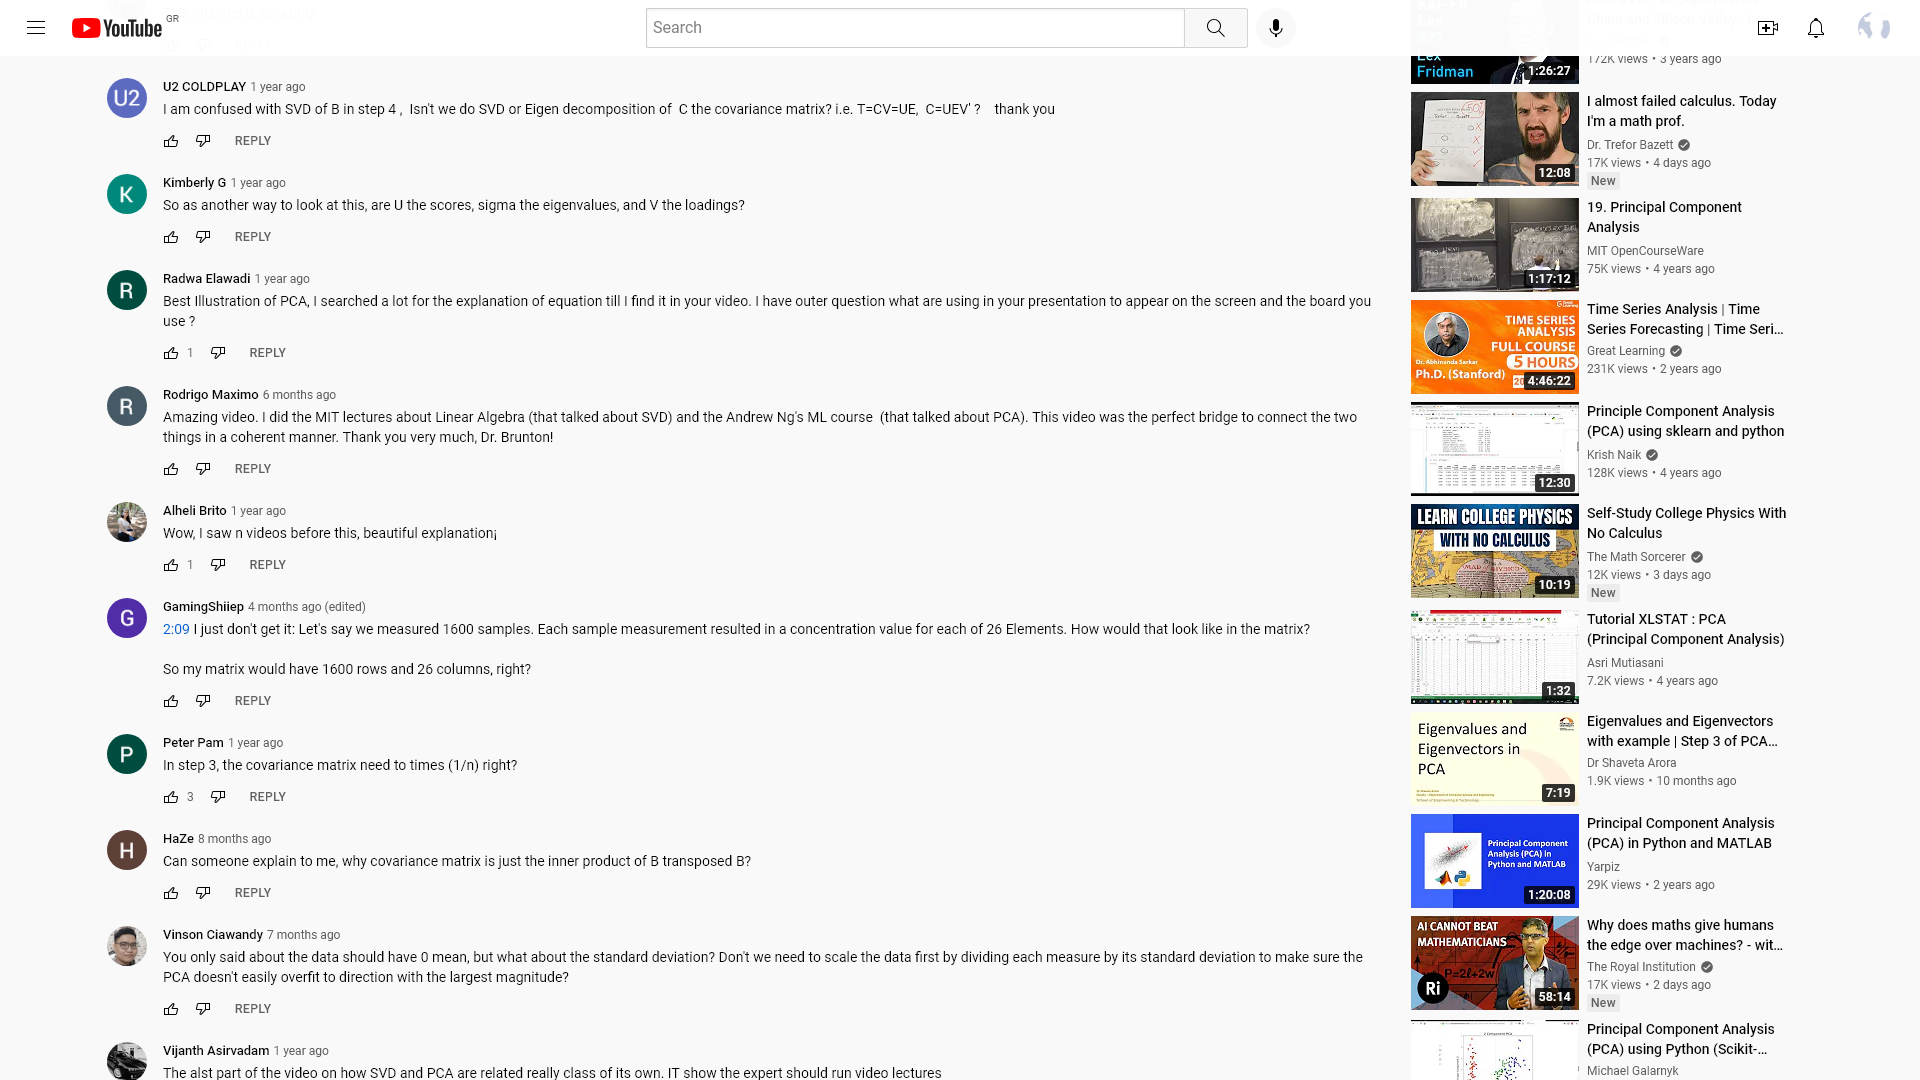 YouTube GR
Search
U2 COLDPLAY 1 year ago
I am confused with SVD of B in step 4 , Isn't we do SVD or Eigen decomposition of C the covariance matrix? i.e. T=CV=UE, C=UEV' ? thank you
REPLY
Kimberly G 1 year ago
So as another way to look at this, are U the scores, sigma the eigenvalues, and V the loadings?
REPLY
Radwa Elawadi 1 year ago
Best Illustration of PCA, I searched a lot for the explanation of equation till I find it in your video. I have outer question what are using in your presentation to appear on the screen and the board you
use ?
1 REPLY
Rodrigo Maximo 6 months ago
Amazing video. I did the MIT lectures about Linear Algebra (that talked about SVD) and the Andrew Ng's ML course (that talked about PCA). This video was the perfect bridge to connect the two
things in a coherent manner. Thank you very much, Dr. Brunton!
REPLY
Alheli Brito 1 year ago
Wow, I saw n videos before this, beautiful explanation¡
1 REPLY
GamingShiiep 4 months ago (edited)
2:09 I just don't get it: Let's say we measured 1600 samples. Each sample measurement resulted in a concentration value for each of 26 Elements. How would that look like in the matrix?
So my matrix would have 1600 rows and 26 columns, right?
REPLY
Peter Pam 1 year ago
In step 3, the covariance matrix need to times (1/n) right?
3 REPLY
HaZe 8 months ago
Can someone explain to me, why covariance matrix is just the inner product of B transposed B?
REPLY
Vinson Ciawandy 7 months ago
You only said about the data should have 0 mean, but what about the standard deviation? Don't we need to scale the data first by dividing each measure by its standard deviation to make sure the
PCA doesn't easily overfit to direction with the largest magnitude?
REPLY
Vijanth Asirvadam 1 year ago
The alst part of the video on how SVD and PCA are related really class of its own. IT show the expert should run video lectures
U2
K
R
R
G
P
H
Lex
Fridman
1:26:27
172K views • 3 years ago
12:08
I almost failed calculus. Today
I'm a math prof.
Dr. Trefor Bazett
17K views • 4 days ago
New
1:17:12
19. Principal Component
Analysis
MIT OpenCourseWare
75K views • 4 years ago
TIME SERIES
ANALYSIS
FULL COURSE
5 HOURS
Dr. Abhinanda Sarkar
Ph.D. (Stanford)
4:46:22
Time Series Analysis | Time
Series Forecasting | Time Seri...
Great Learning
231K views • 2 years ago
12:30
Principle Component Analysis
(PCA) using sklearn and python
Krish Naik
128K views • 4 years ago
LEARN COLLEGE PHYSICS
WITH NO CALCULUS
10:19
Self-Study College Physics With
No Calculus
The Math Sorcerer
12K views • 3 days ago
New
1:32
Tutorial XLSTAT : PCA
(Principal Component Analysis)
Asri Mutiasani
7.2K views • 4 years ago
Eigenvalues and
Eigenvectors in
PCA
7:19
Eigenvalues and Eigenvectors
with example | Step 3 of PCA...
Dr Shaveta Arora
1.9K views • 10 months ago
Principal Component
Analysis (PCA) in
Python and MATLAB
1:20:08
Principal Component Analysis
(PCA) in Python and MATLAB
Yarpiz
29K views • 2 years ago
AI CANNOT BEAT
MATHEMATICIANS
P=2ℓ+2w
Ri
58:14
Why does maths give humans
the edge over machines? - wit...
The Royal Institution
17K views • 2 days ago
New
Principal Component Analysis
(PCA) using Python (Scikit-...
Michael Galarnyk